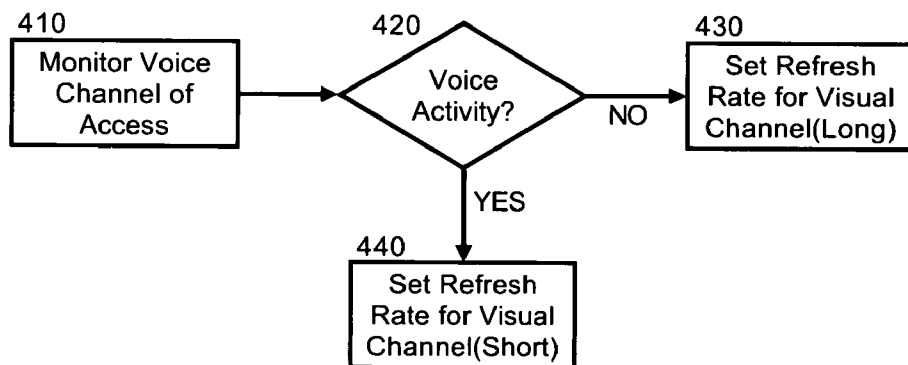 410
Monitor Voice
Channel of
Access
420
Voice
Activity?
NO
430
Set Refresh
Rate for Visual
Channel(Long)
YES
440
Set Refresh
Rate for Visual
Channel(Short)